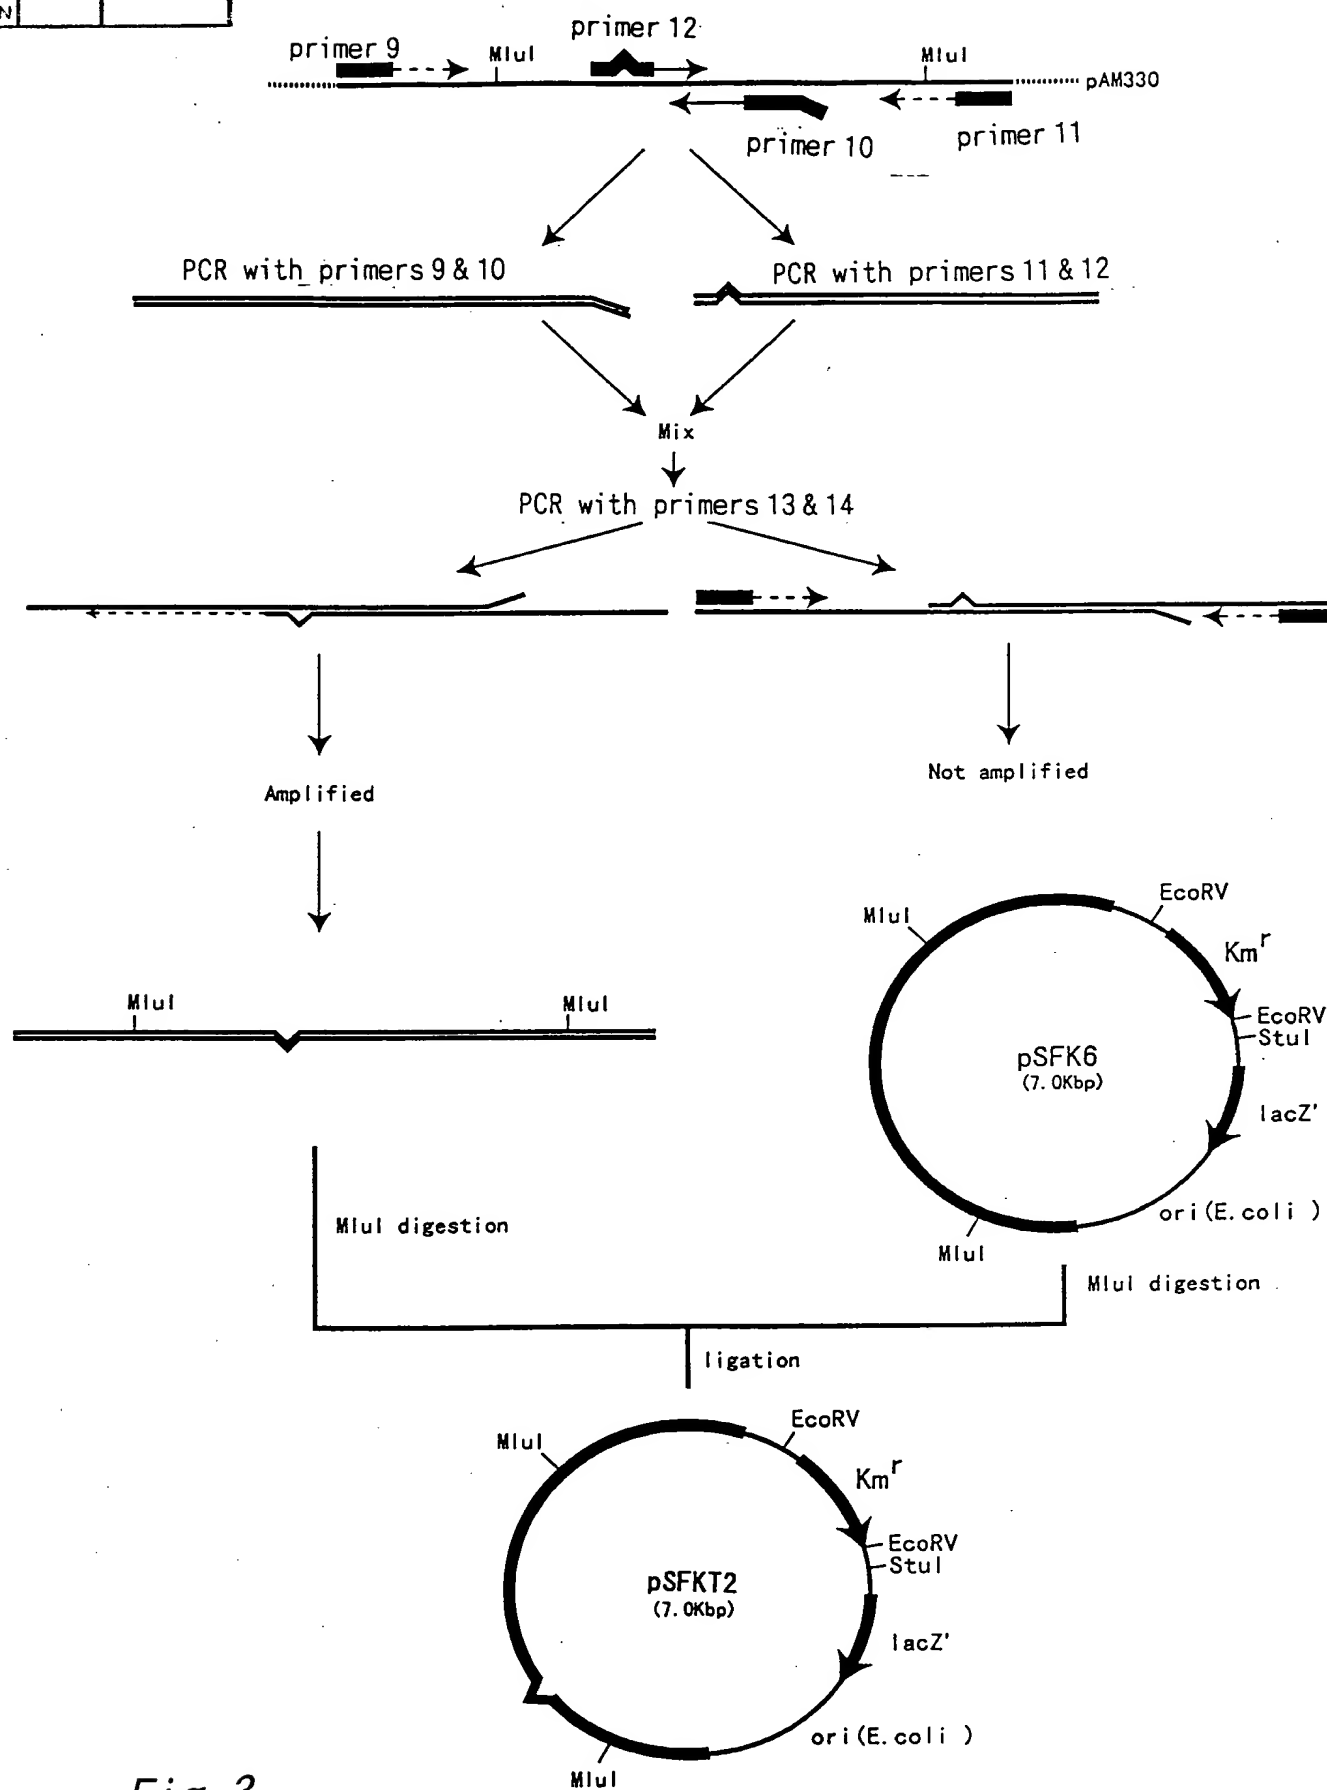 N
primer 9
MluI
primer 12
MluI
pAM330
primer 10
primer 11
PCR with primers 9 & 10
PCR with primers 11 & 12
Mix
PCR with primers 13 & 14
Amplified
Not amplified
MluI
MluI
MluI
EcoRV
Kmʳ
EcoRV
StuI
pSFK6
(7.0Kbp)
lacZ'
ori(E.coli )
MluI
MluI digestion
MluI digestion
ligation
MluI
EcoRV
Kmʳ
EcoRV
StuI
pSFKT2
(7.0Kbp)
lacZ'
ori(E.coli )
MluI